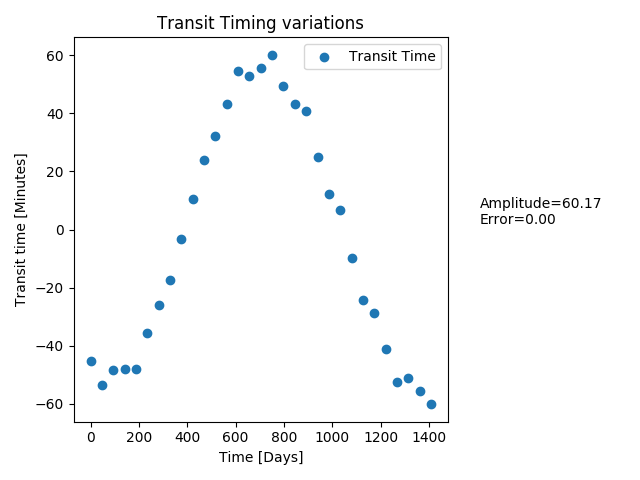 Transit Timing variations
Transit Time
Transit time [Minutes]
60
40
20
0
−20
−40
−60
0 200 400 600 800 1000 1200 1400
Time [Days]
Amplitude=60.17
Error=0.00